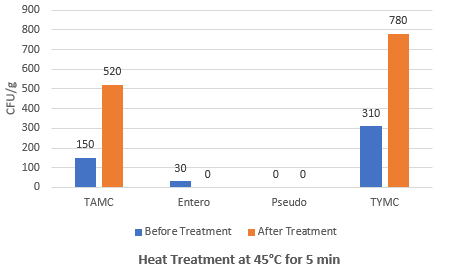 900
800
700
600
500
400
300
200
100
0
CFU/g
150
520
30
0
0
0
310
780
TAMC
Entero
Pseudo
TYMC
Before Treatment
After Treatment
Heat Treatment at 45°C for 5 min